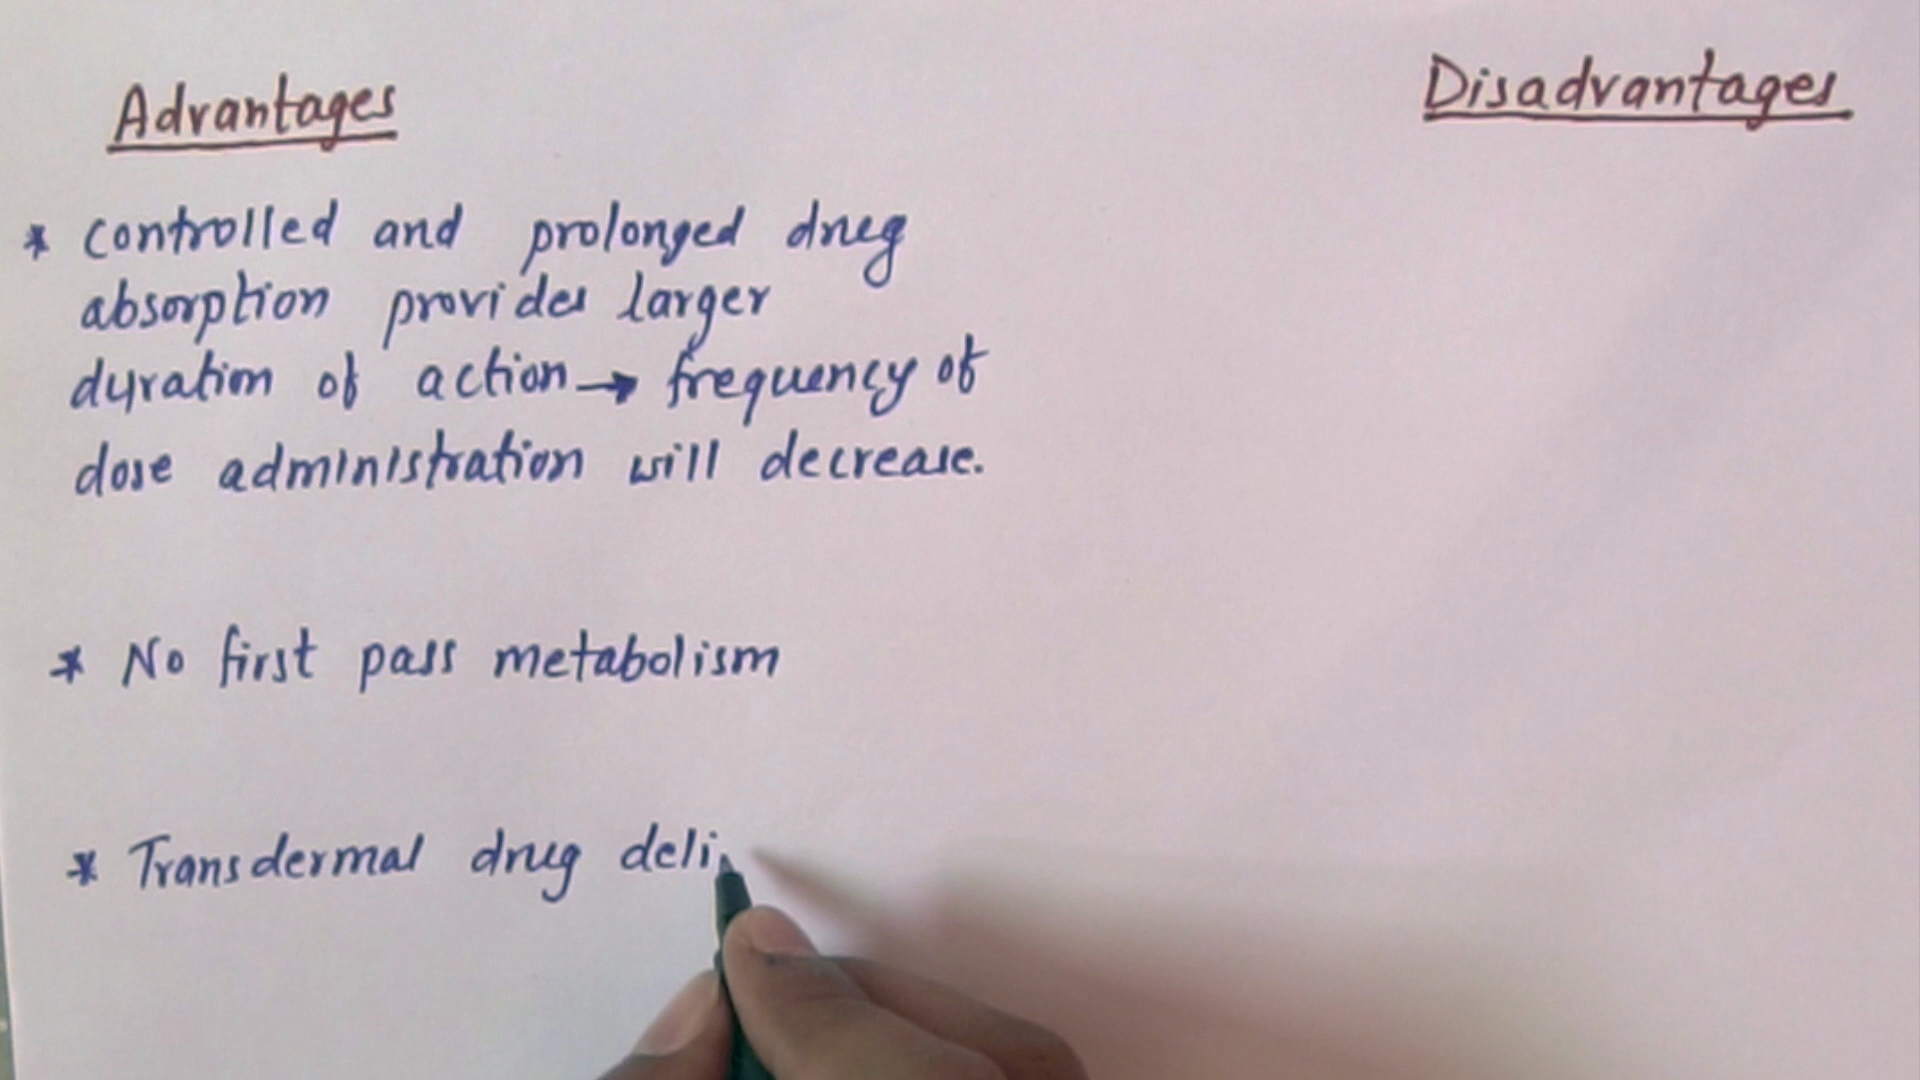 Advantages
Disadvantages
* controlled and prolonged drug
absorption provides larger
duration of action → frequency of
dose administration will decrease.
* No first pass metabolism
* Transdermal drug deli